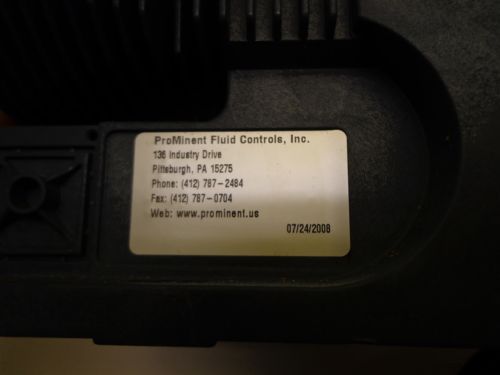 ProMinent Fluid Controls, Inc.
136 Industry Drive
Pittsburgh, PA 15275
Phone: (412) 787-2484
Fax: (412) 787-0704
Web: www.prominent.us
07/24/2008